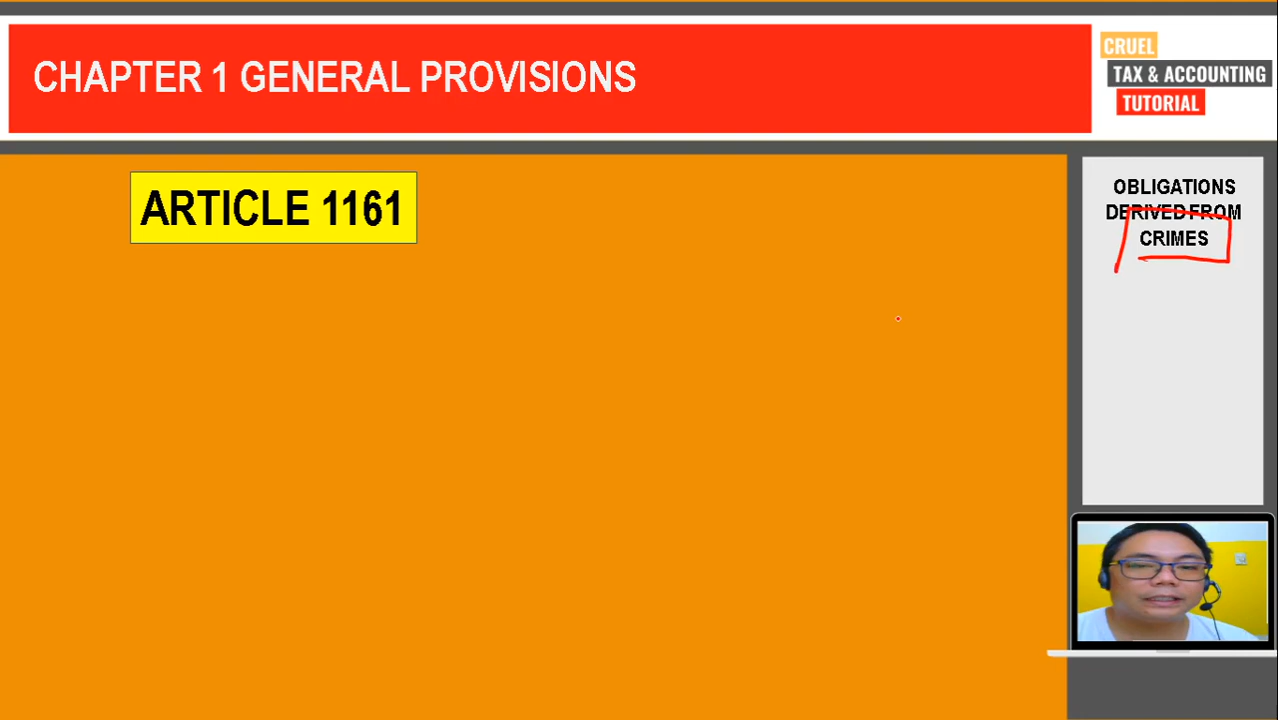 CHAPTER 1 GENERAL PROVISIONS
CRUEL
TAX & ACCOUNTING
TUTORIAL
ARTICLE 1161
OBLIGATIONS
DERIVED FROM
CRIMES